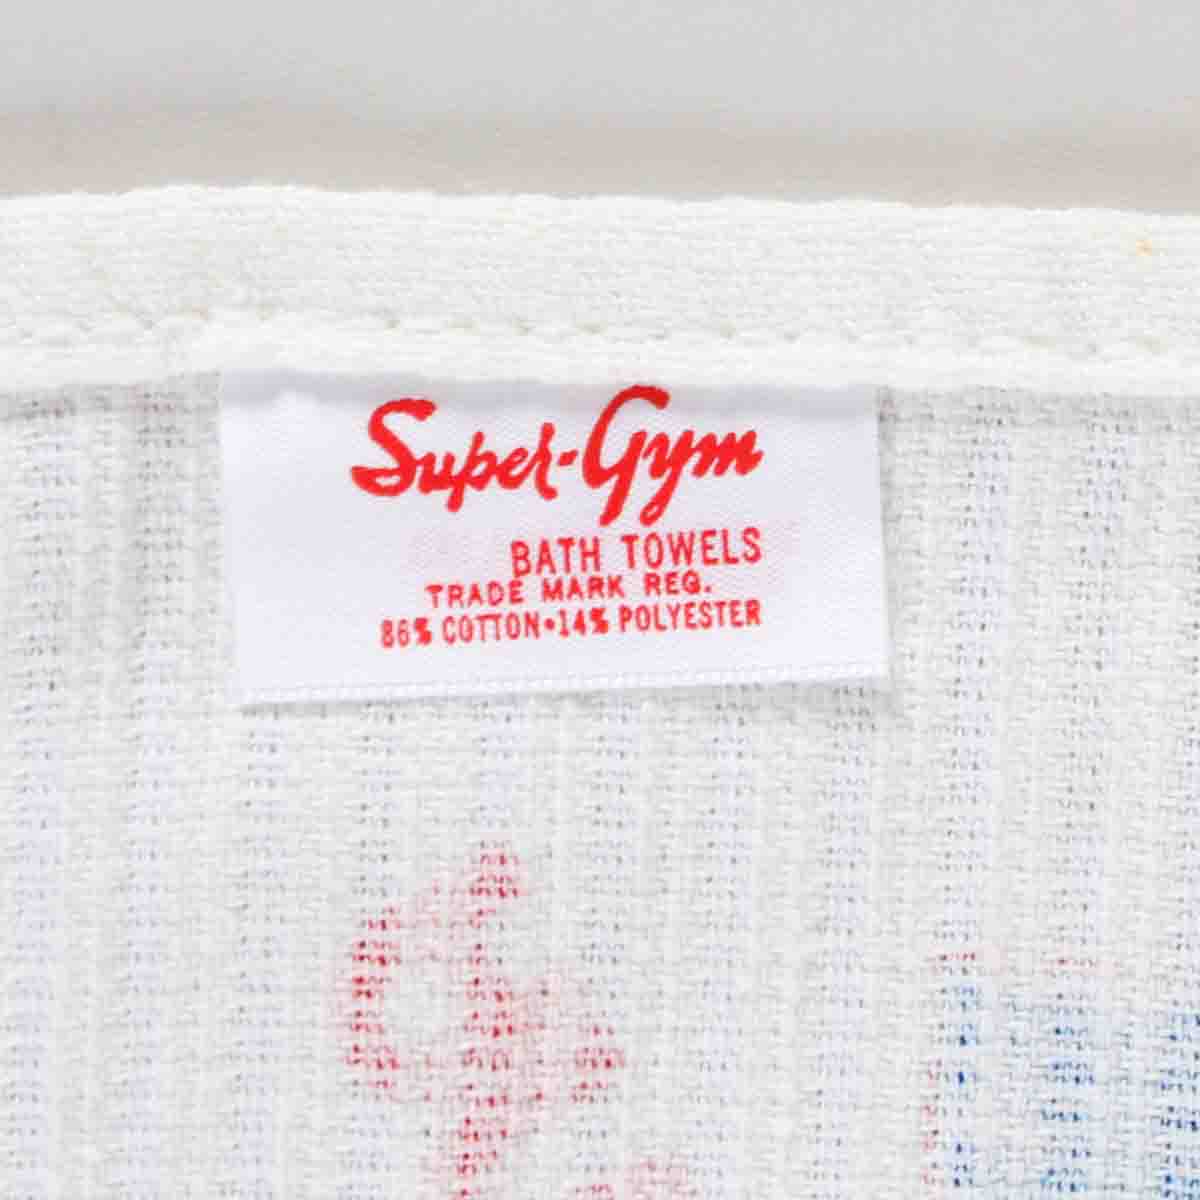 Super-Gym
BATH TOWELS
TRADE MARK REG.
86% COTTON•14% POLYESTER